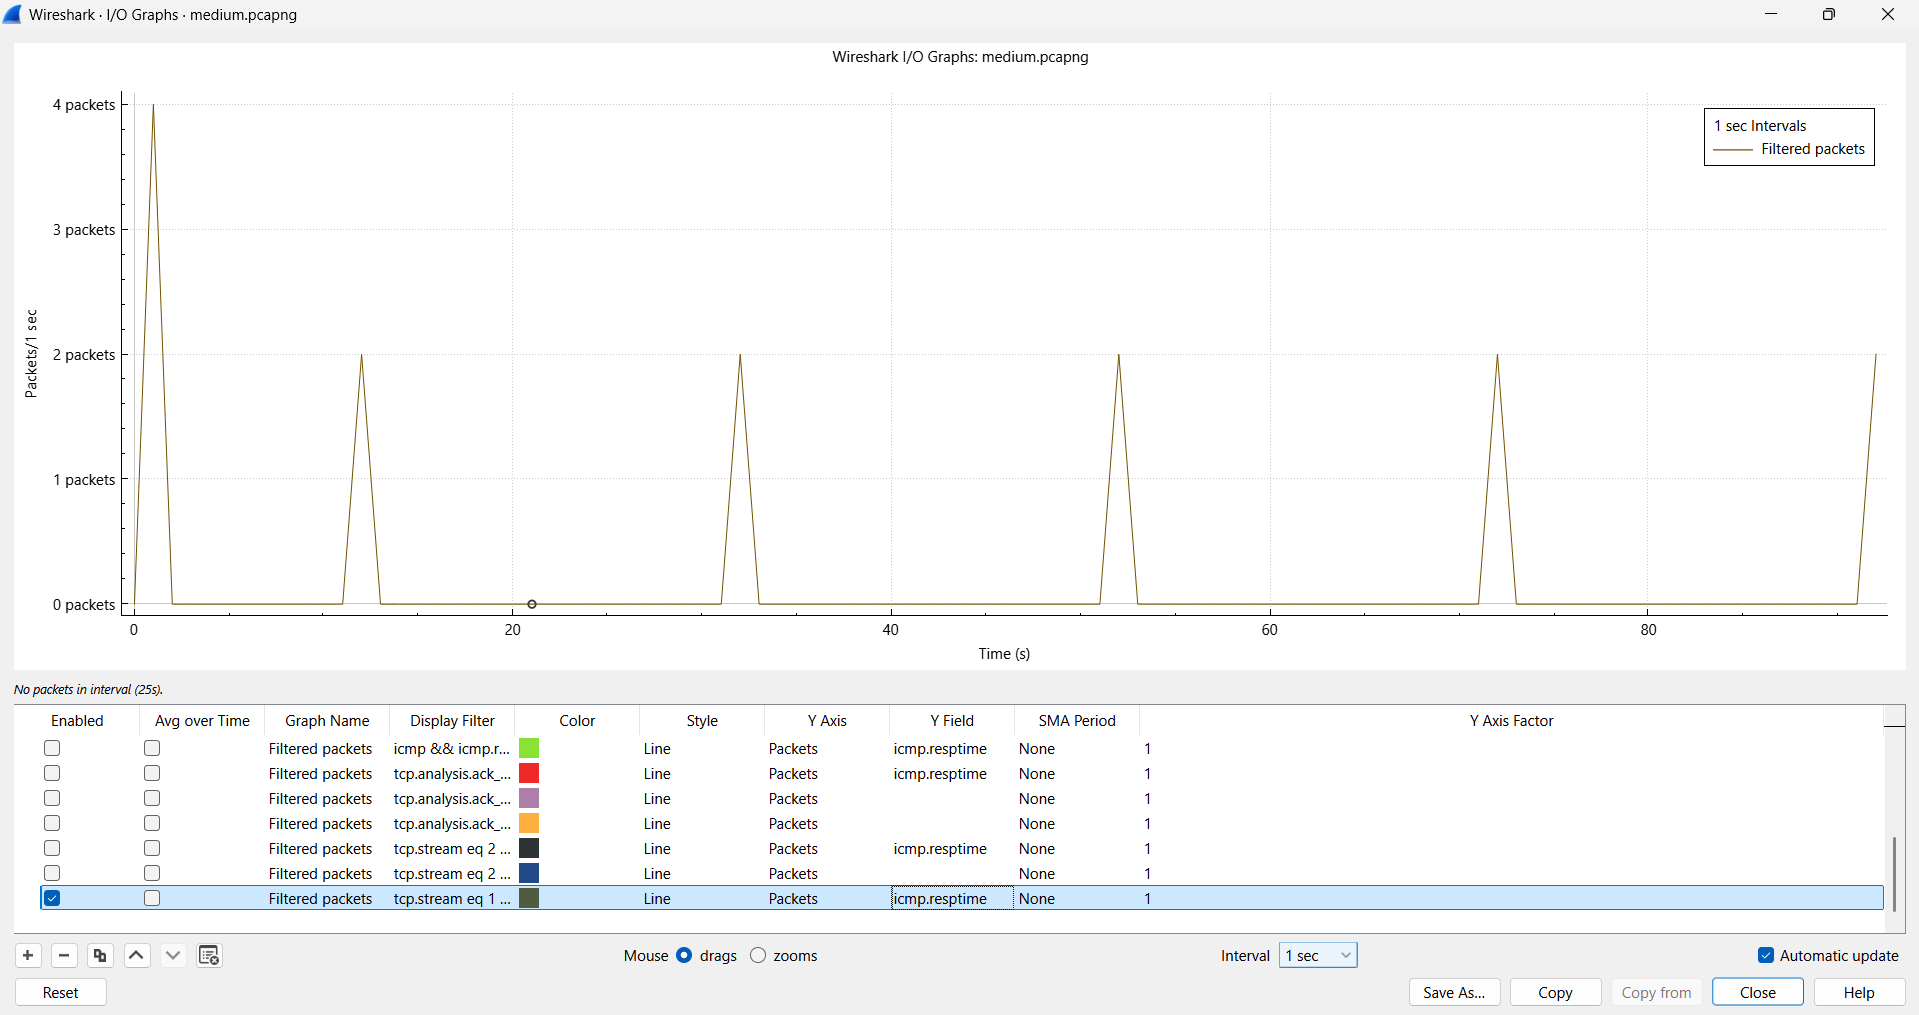 Wireshark · I/O Graphs · medium.pcapng
Wireshark I/O Graphs: medium.pcapng
4 packets
3 packets
2 packets
1 packets
0 packets
Packets/1 sec
1 sec Intervals
Filtered packets
0 20 40 60 80
Time (s)
No packets in interval (25s).
Enabled Avg over Time Graph Name Display Filter Color Style Y Axis Y Field SMA Period Y Axis Factor
Filtered packets icmp && icmp.r... Line Packets icmp.resptime None 1
Filtered packets tcp.analysis.ack_... Line Packets icmp.resptime None 1
Filtered packets tcp.analysis.ack_... Line Packets None 1
Filtered packets tcp.analysis.ack_... Line Packets None 1
Filtered packets tcp.stream eq 2 ... Line Packets icmp.resptime None 1
Filtered packets tcp.stream eq 2 ... Line Packets None 1
Filtered packets tcp.stream eq 1 ... Line Packets icmp.resptime None 1
Mouse drags zooms Interval 1 sec Automatic update
Reset Save As... Copy Copy from Close Help